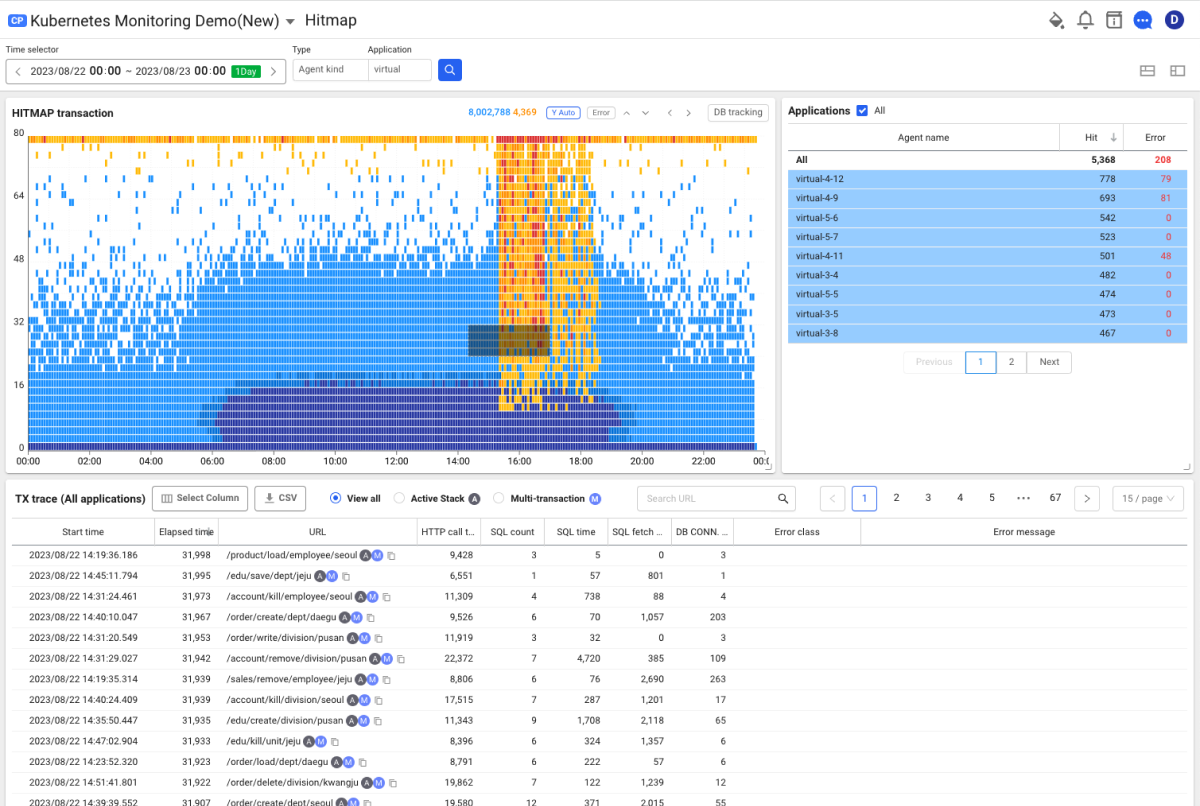 CP Kubernetes Monitoring Demo(New) Hitmap D
Time selector Type Application
2023/08/22 00:00 ~ 2023/08/23 00:00 1Day Agent kind virtual
HITMAP transaction 8,002,788 4,369 Y Auto Error DB tracking
80
64
48
32
16
0
00:00 02:00 04:00 06:00 08:00 10:00 12:00 14:00 16:00 18:00 20:00 22:00 00:0
Applications All
Agent name Hit Error
All 5,368 208
virtual-4-12 778 79
virtual-4-9 693 81
virtual-5-6 542 0
virtual-5-7 523 0
virtual-4-11 501 48
virtual-3-4 482 0
virtual-5-5 474 0
virtual-3-5 473 0
virtual-3-8 467 0
Previous 1 2 Next
TX trace (All applications) Select Column CSV View all Active Stack A Multi-transaction M Search URL 1 2 3 4 5 ••• 67 15 / page
Start time Elapsed time URL HTTP call t... SQL count SQL time SQL fetch ... DB CONN. ... Error class Error message
2023/08/22 14:19:36.186 31,998 /product/load/employee/seoul A M 9,428 3 5 0 3
2023/08/22 14:45:11.794 31,995 /edu/save/dept/jeju A M 6,551 1 57 801 1
2023/08/22 14:31:24.461 31,973 /account/kill/employee/seoul A M 11,309 4 738 88 4
2023/08/22 14:40:10.047 31,967 /order/create/dept/daegu A M 9,526 6 70 1,057 203
2023/08/22 14:31:20.549 31,953 /order/write/division/pusan A M 11,919 3 32 0 3
2023/08/22 14:31:29.027 31,942 /account/remove/division/pusan A M 22,372 7 4,720 385 109
2023/08/22 14:19:35.314 31,939 /sales/remove/employee/jeju A M 8,806 6 76 2,690 263
2023/08/22 14:40:24.409 31,939 /account/kill/division/seoul A M 17,515 7 287 1,201 17
2023/08/22 14:35:50.447 31,935 /edu/create/division/pusan A M 11,343 9 1,708 2,118 65
2023/08/22 14:47:02.904 31,933 /edu/kill/unit/jeju A M 8,396 6 324 1,357 6
2023/08/22 14:23:52.320 31,923 /order/load/dept/daegu A M 8,791 6 222 57 6
2023/08/22 14:51:41.801 31,922 /order/delete/division/kwangju A M 19,862 7 122 1,239 12
2023/08/22 14:39:39.552 31,907 /order/create/dept/seoul A M 19,580 12 371 2,015 55